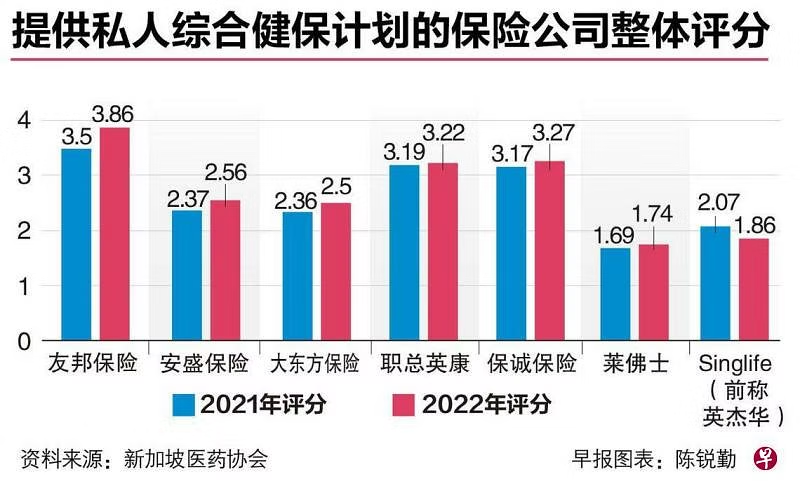 提供私人综合健保计划的保险公司整体评分
4
3
2
1
0
3.5
3.86
2.37
2.56
2.36
2.5
3.19
3.22
3.17
3.27
1.69
1.74
2.07
1.86
友邦保险
安盛保险
大东方保险
职总英康
保诚保险
莱佛士
Singlife
（前称
英杰华）
2021年评分
2022年评分
资料来源：新加坡医药协会
早报图表：陈锐勤
早